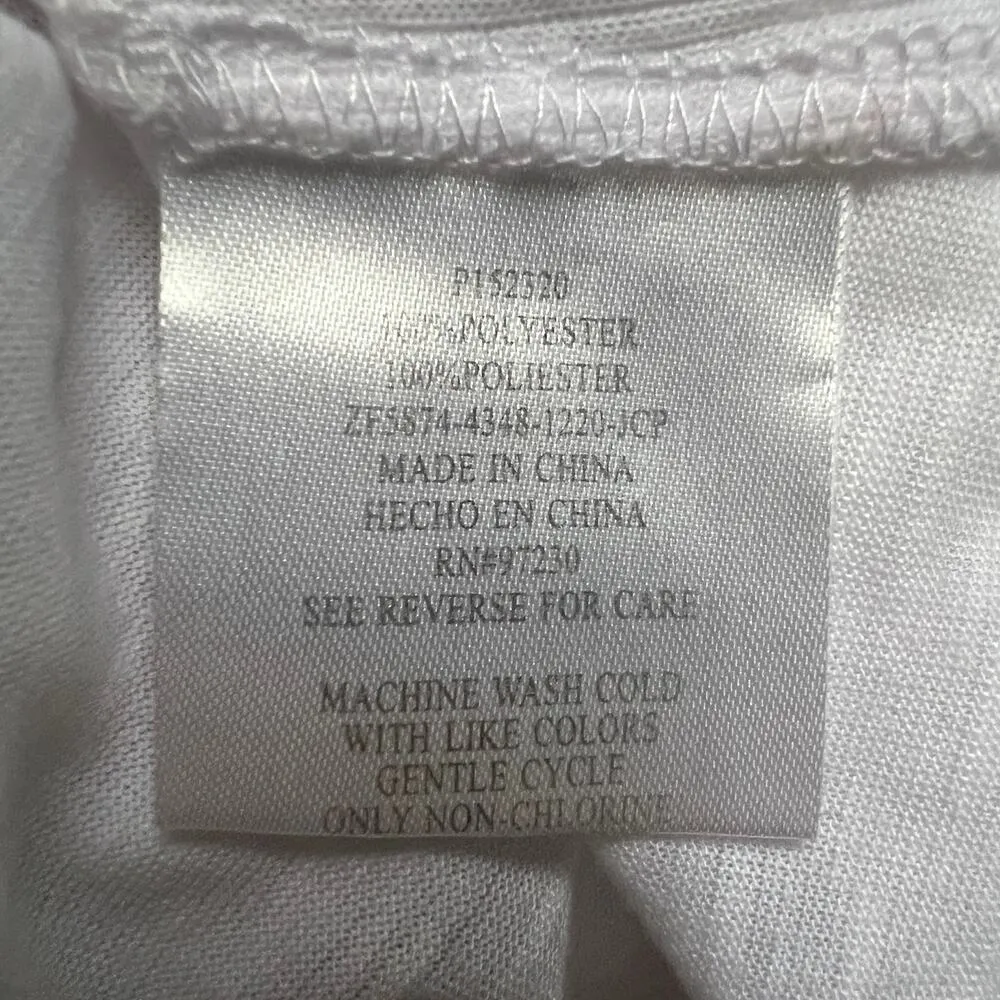 P152320
100%POLYESTER
100%POLIESTER
ZF5874-4348-1220-JCP
MADE IN CHINA
HECHO EN CHINA
RN#97230
SEE REVERSE FOR CARE
MACHINE WASH COLD
WITH LIKE COLORS
GENTLE CYCLE
ONLY NON-CHLORINE